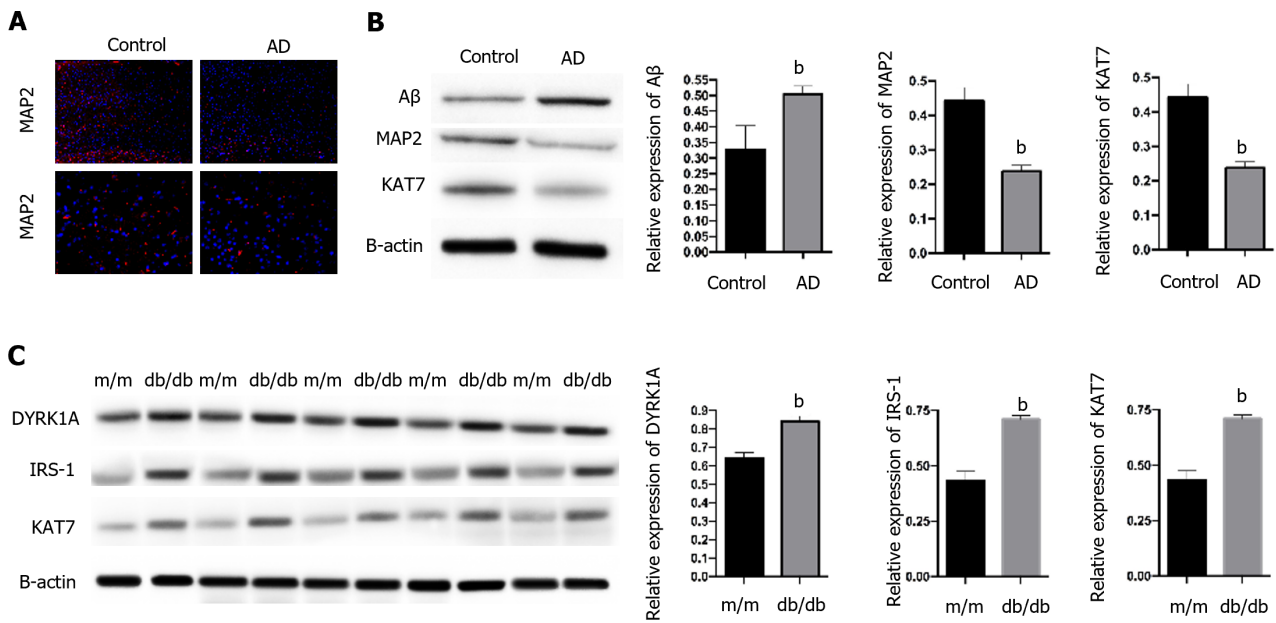 A
Control AD
MAP2
MAP2
B
Control AD
Aβ
MAP2
KAT7
B-actin
Relative expression of Aβ
0.55
0.50
0.45
0.40
0.35
0.30
0.25
0.20
0.15
0.10
0.05
0.00
b
Control AD
Relative expression of MAP2
0.5
0.4
0.3
0.2
0.1
0.0
b
Control AD
Relative expression of KAT7
0.5
0.4
0.3
0.2
0.1
0.0
b
Control AD
C
m/m db/db m/m db/db m/m db/db m/m db/db m/m db/db
DYRK1A
IRS-1
KAT7
B-actin
Relative expression of DYRK1A
0.9
0.8
0.7
0.6
0.5
0.4
0.3
0.2
0.1
0.0
b
m/m db/db
Relative expression of IRS-1
0.75
0.50
0.25
0.00
b
m/m db/db
Relative expression of KAT7
0.75
0.50
0.25
0.00
b
m/m db/db